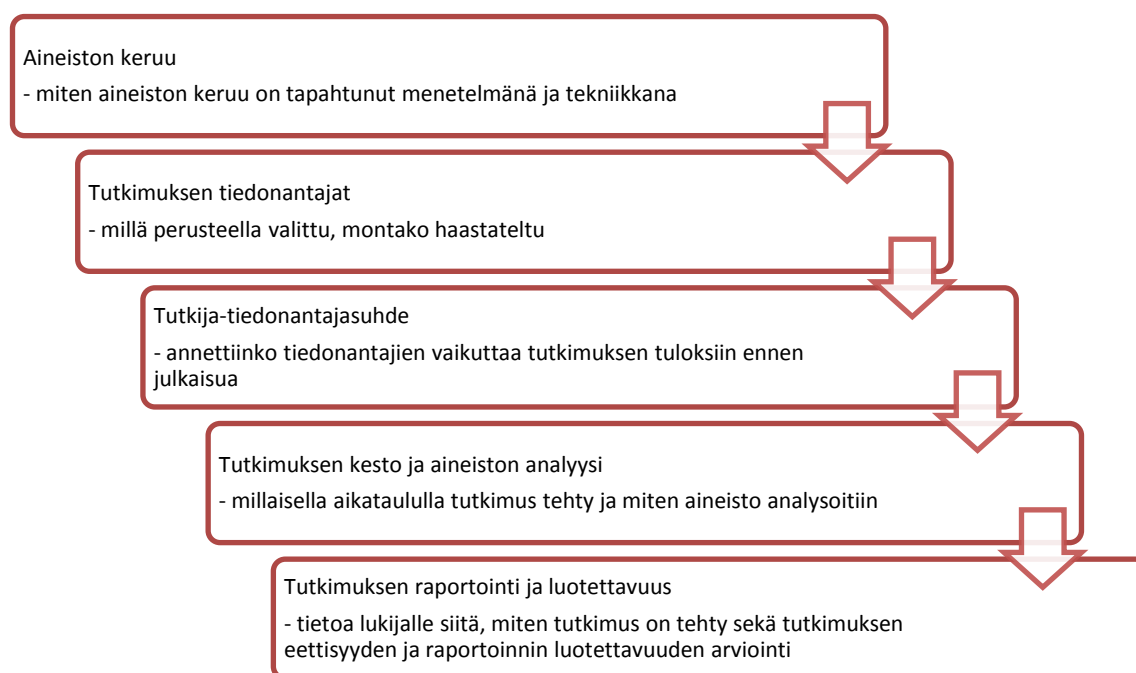 Aineiston keruu
- miten aineiston keruu on tapahtunut menetelmänä ja tekniikkana
Tutkimuksen tiedonantajat
- millä perusteella valittu, montako haastateltu
Tutkija-tiedonantajasuhde
- annettiinko tiedonantajien vaikuttaa tutkimuksen tuloksiin ennen
julkaisua
Tutkimuksen kesto ja aineiston analyysi
- millaisella aikataululla tutkimus tehty ja miten aineisto analysoitiin
Tutkimuksen raportointi ja luotettavuus
- tietoa lukijalle siitä, miten tutkimus on tehty sekä tutkimuksen
eettisyyden ja raportoinnin luotettavuuden arviointi